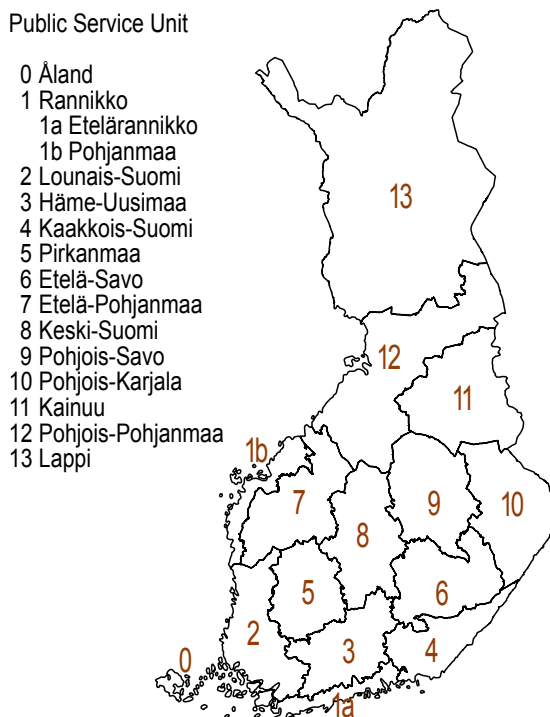 Public Service Unit
0 Åland
1 Rannikko
1a Etelärannikko
1b Pohjanmaa
2 Lounais-Suomi
3 Häme-Uusimaa
4 Kaakkois-Suomi
5 Pirkanmaa
6 Etelä-Savo
7 Etelä-Pohjanmaa
8 Keski-Suomi
9 Pohjois-Savo
10 Pohjois-Karjala
11 Kainuu
12 Pohjois-Pohjanmaa
13 Lappi
13
12
11
1b
7
9
10
8
5
6
2
3
4
0
1a